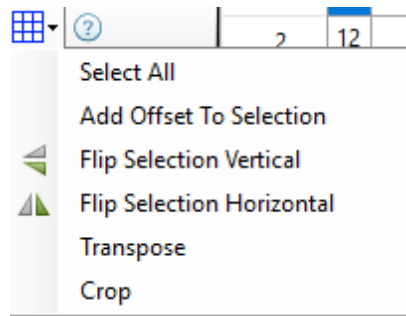 ? 2 12
Select All
Add Offset To Selection
Flip Selection Vertical
Flip Selection Horizontal
Transpose
Crop